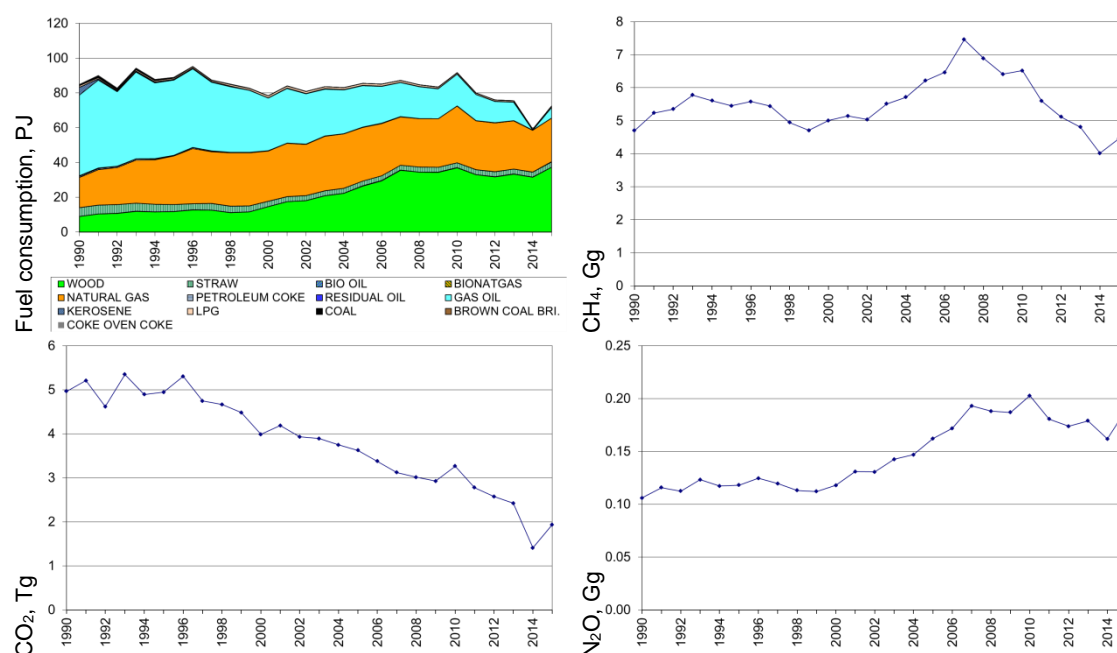 120
100
80
60
40
20
0
Fuel consumption, PJ
1990 1992 1994 1996 1998 2000 2002 2004 2006 2008 2010 2012 2014
WOOD STRAW BIO OIL BIONATGAS
NATURAL GAS PETROLEUM COKE RESIDUAL OIL GAS OIL
KEROSENE LPG COAL BROWN COAL BRI.
COKE OVEN COKE
8
7
6
5
4
3
2
1
0
CH₄, Gg
1990 1992 1994 1996 1998 2000 2002 2004 2006 2008 2010 2012 2014
6
5
4
3
2
1
0
CO₂, Tg
1990 1992 1994 1996 1998 2000 2002 2004 2006 2008 2010 2012 2014
0.25
0.20
0.15
0.10
0.05
0.00
N₂O, Gg
1990 1992 1994 1996 1998 2000 2002 2004 2006 2008 2010 2012 2014